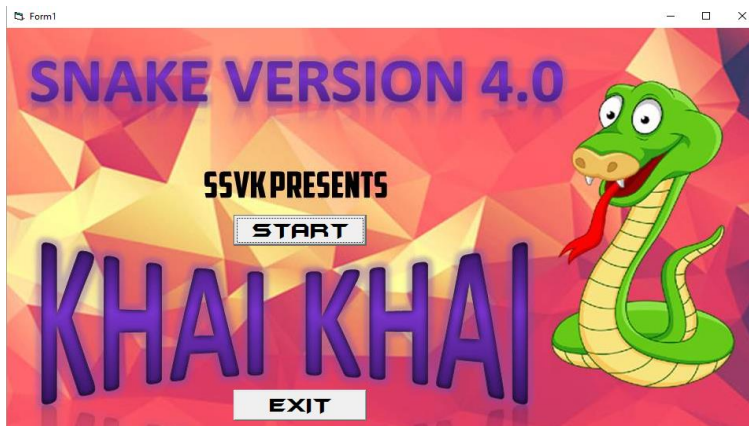 Form1
SNAKE VERSION 4.0
SSVK PRESENTS
START
KHAI KHAI
EXIT